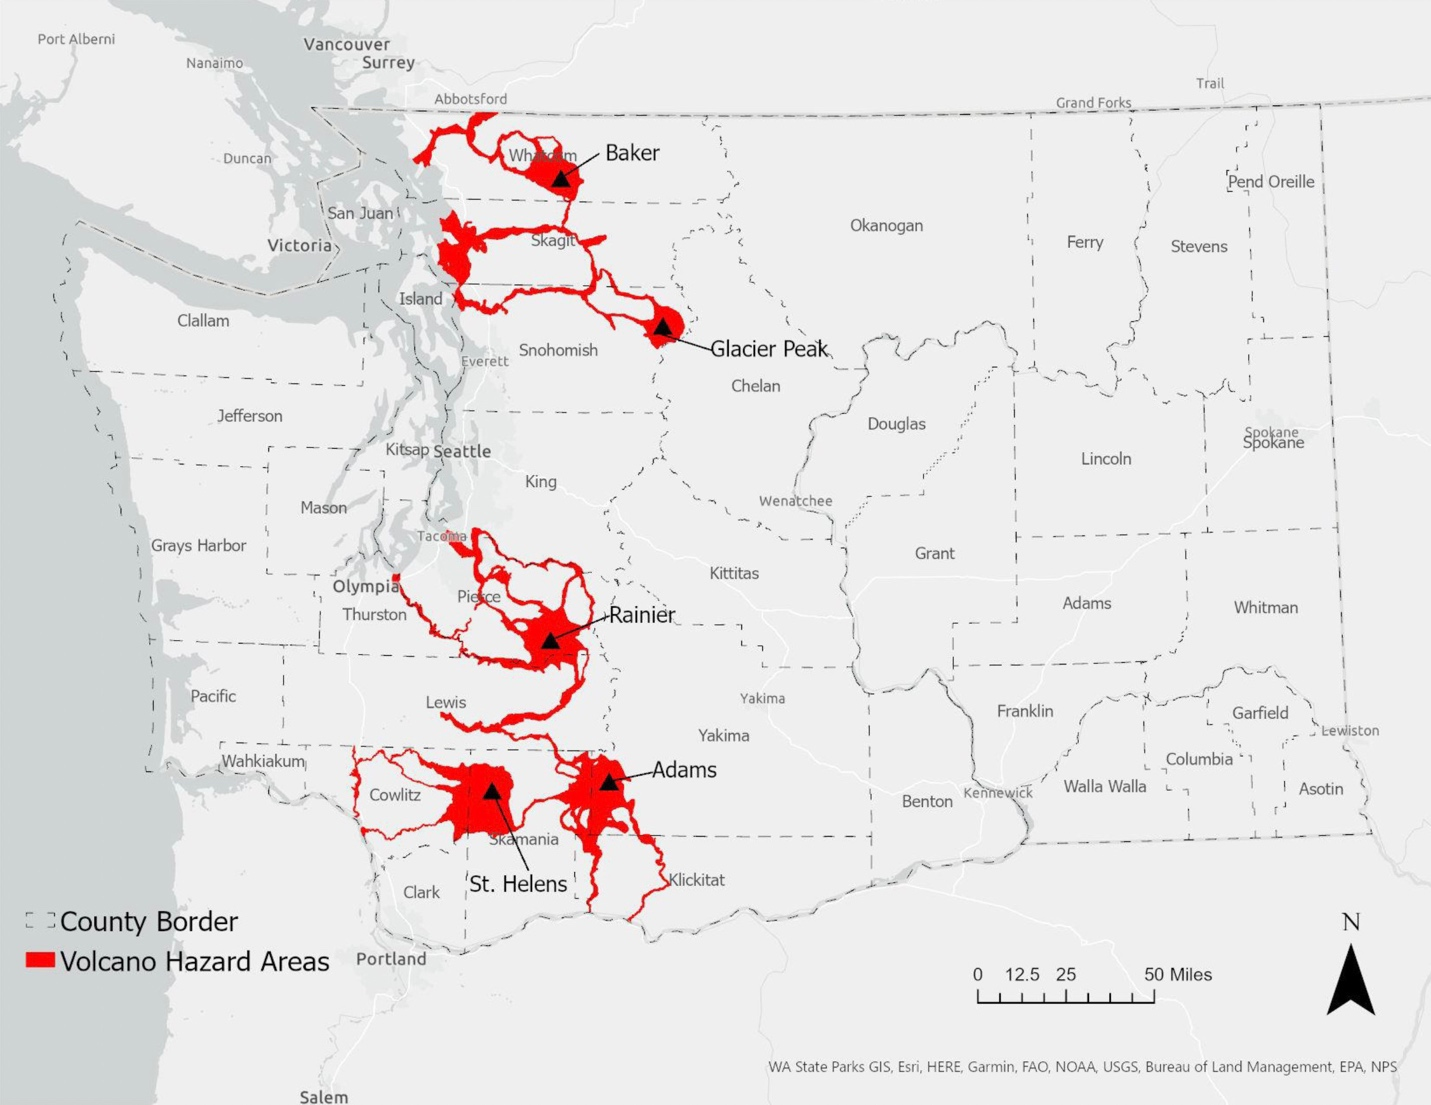 Port Alberni
Vancouver
Surrey
Nanaimo
Abbotsford
Trail
Grand Forks
Duncan
Whatcom
Baker
Pend Oreille
San Juan
Victoria
Skagit
Okanogan
Ferry
Stevens
Island
Clallam
Snohomish
Everett
Glacier Peak
Chelan
Jefferson
Kitsap
Seattle
Douglas
Lincoln
Spokane
Spokane
King
Wenatchee
Mason
Tacoma
Grays Harbor
Grant
Kittitas
Olympia
Pierce
Thurston
Rainier
Adams
Whitman
Pacific
Lewis
Yakima
Yakima
Franklin
Garfield
Lewiston
Wahkiakum
Columbia
Adams
Cowlitz
Benton
Kennewick
Walla Walla
Asotin
Skamania
St. Helens
Klickitat
Clark
County Border
Volcano Hazard Areas
Portland
N
0 12.5 25 50 Miles
WA State Parks GIS, Esri, HERE, Garmin, FAO, NOAA, USGS, Bureau of Land Management, EPA, NPS
Salem